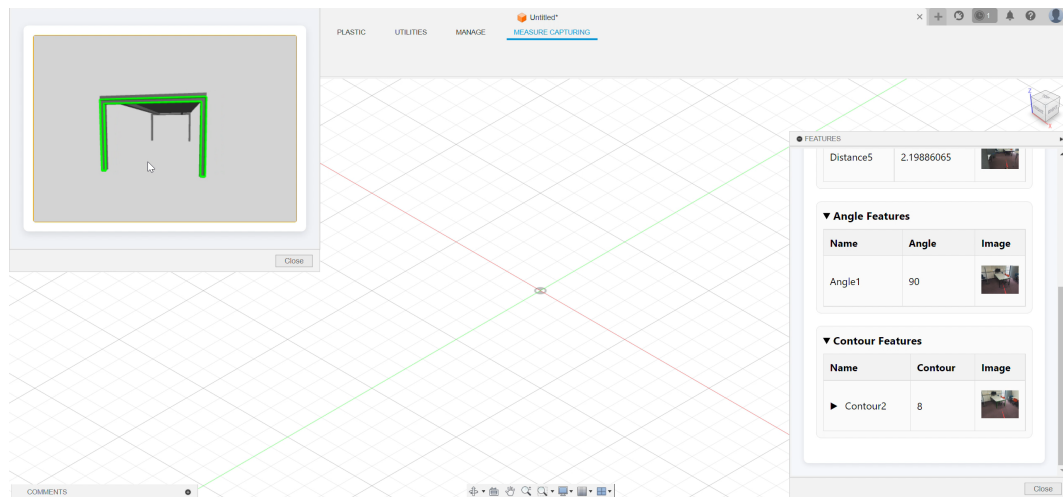 Untitled*
1
PLASTIC UTILITIES MANAGE MEASURE CAPTURING
Close
FEATURES
Distance5 2.19886065
Angle Features
Name Angle Image
Angle1 90
Contour Features
Name Contour Image
Contour2 8
Close
COMMENTS